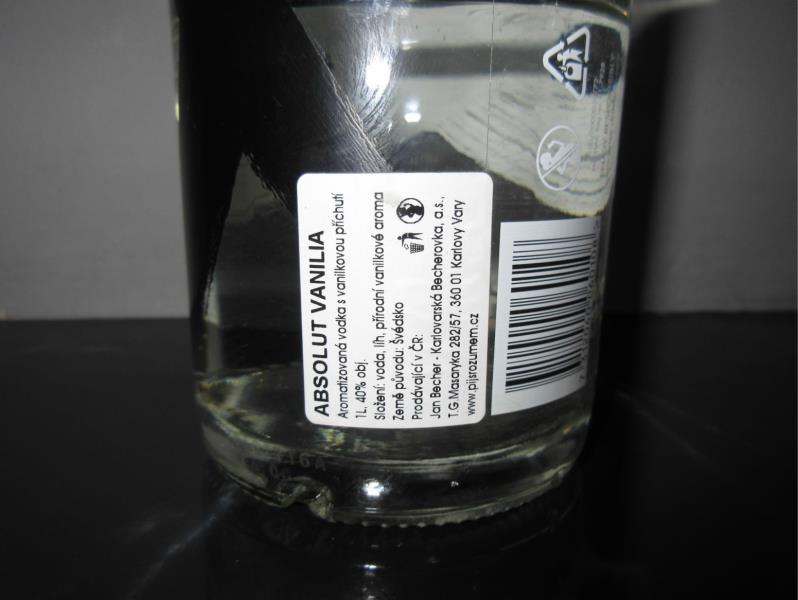 ABSOLUT VANILIA
Aromatizovaná vodka s vanilkovou příchutí
1L, 40% obj.
Složení: voda, líh, přírodní vanilkové aroma
Země původu: Švédsko
Prodávající v ČR:
Jan Becher - Karlovarská Becherovka, a.s.,
T.G.Masaryka 282/57, 360 01 Karlovy Vary
www.pijsrozumem.cz